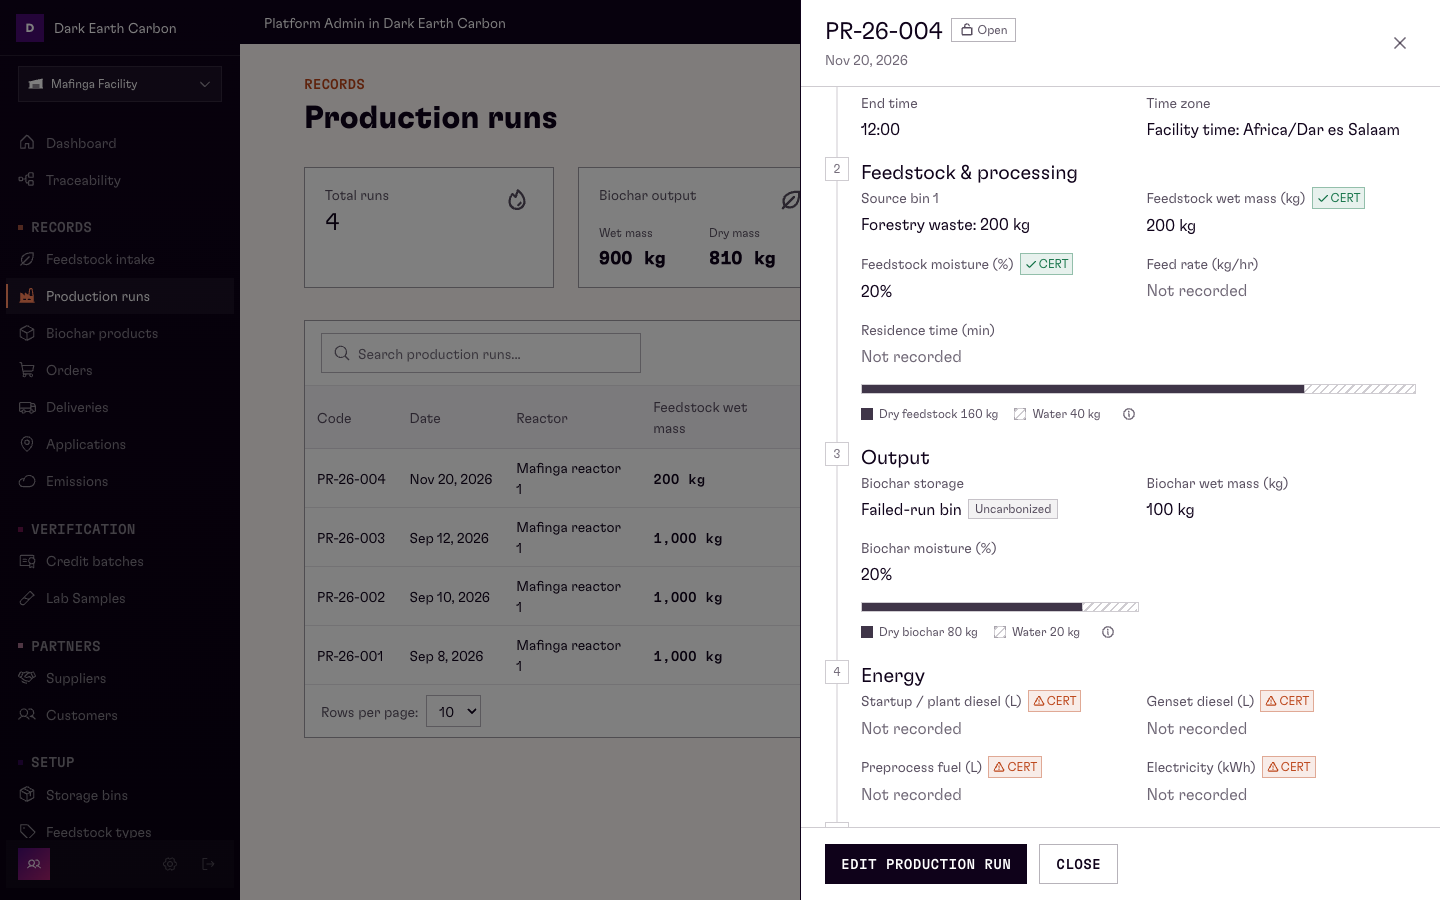 D
Dark Earth Carbon
Platform Admin in Dark Earth Carbon
Mafinga Facility
Dashboard
Traceability
RECORDS
Feedstock intake
Production runs
Biochar products
Orders
Deliveries
Applications
Emissions
VERIFICATION
Credit batches
Lab Samples
PARTNERS
Suppliers
Customers
SETUP
Storage bins
Feedstock types
RECORDS
Production runs
Total runs
4
Biochar output
Wet mass
Dry mass
900 kg
810 kg
Search production runs...
Code
Date
Reactor
Feedstock wet
mass
PR-26-004
Nov 20, 2026
Mafinga reactor
1
200 kg
PR-26-003
Sep 12, 2026
Mafinga reactor
1
1,000 kg
PR-26-002
Sep 10, 2026
Mafinga reactor
1
1,000 kg
PR-26-001
Sep 8, 2026
Mafinga reactor
1
1,000 kg
Rows per page:
10
PR-26-004
Open
Nov 20, 2026
End time
Time zone
12:00
Facility time: Africa/Dar es Salaam
2
Feedstock & processing
Source bin 1
Feedstock wet mass (kg)
CERT
Forestry waste: 200 kg
200 kg
Feedstock moisture (%)
CERT
Feed rate (kg/hr)
20%
Not recorded
Residence time (min)
Not recorded
Dry feedstock 160 kg
Water 40 kg
3
Output
Biochar storage
Biochar wet mass (kg)
Failed-run bin
Uncarbonized
100 kg
Biochar moisture (%)
20%
Dry biochar 80 kg
Water 20 kg
4
Energy
Startup / plant diesel (L)
CERT
Genset diesel (L)
CERT
Not recorded
Not recorded
Preprocess fuel (L)
CERT
Electricity (kWh)
CERT
Not recorded
Not recorded
EDIT PRODUCTION RUN
CLOSE